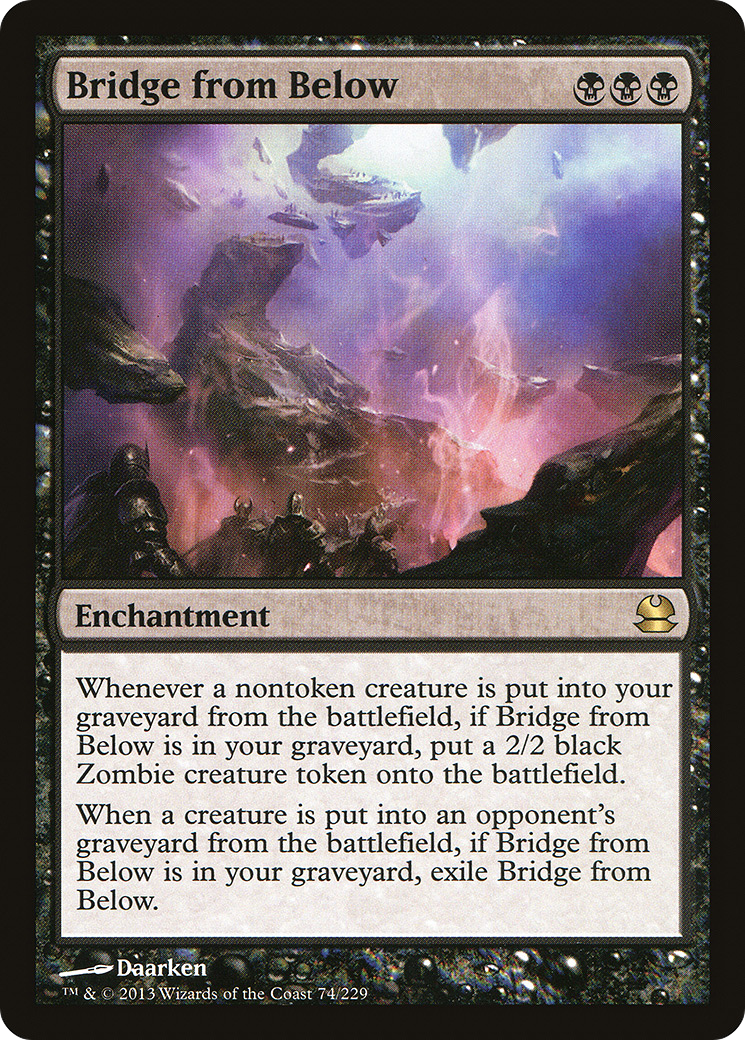 Bridge from Below
Enchantment
Whenever a nontoken creature is put into your
graveyard from the battlefield, if Bridge from
Below is in your graveyard, put a 2/2 black
Zombie creature token onto the battlefield.
When a creature is put into an opponent's
graveyard from the battlefield, if Bridge from
Below is in your graveyard, exile Bridge from
Below.
Daarken
™ & © 2013 Wizards of the Coast 74/229